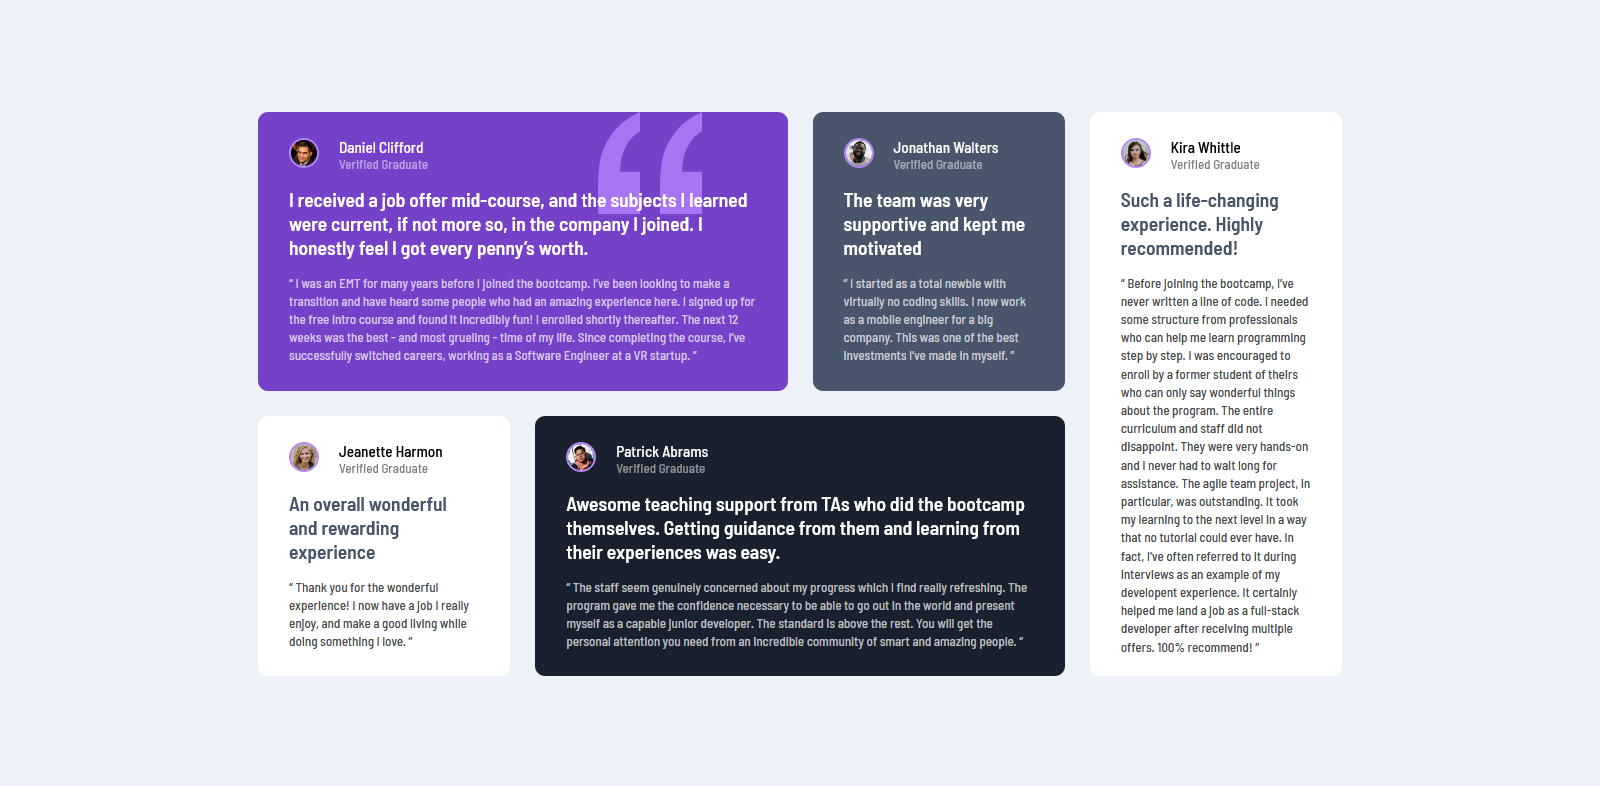 Daniel Clifford
Verified Graduate
I received a job offer mid-course, and the subjects I learned
were current, if not more so, in the company I joined. I
honestly feel I got every penny’s worth.
“ I was an EMT for many years before I joined the bootcamp. I’ve been looking to make a
transition and have heard some people who had an amazing experience here. I signed up for
the free intro course and found it incredibly fun! I enrolled shortly thereafter. The next 12
weeks was the best - and most grueling - time of my life. Since completing the course, I’ve
successfully switched careers, working as a Software Engineer at a VR startup. ”
Jonathan Walters
Verified Graduate
The team was very
supportive and kept me
motivated
“ I started as a total newbie with
virtually no coding skills. I now work
as a mobile engineer for a big
company. This was one of the best
investments I’ve made in myself. ”
Kira Whittle
Verified Graduate
Such a life-changing
experience. Highly
recommended!
“ Before joining the bootcamp, I’ve
never written a line of code. I needed
some structure from professionals
who can help me learn programming
step by step. I was encouraged to
enroll by a former student of theirs
who can only say wonderful things
about the program. The entire
curriculum and staff did not
disappoint. They were very hands-on
and I never had to wait long for
assistance. The agile team project, in
particular, was outstanding. It took
my learning to the next level in a way
that no tutorial could ever have. In
fact, I’ve often referred to it during
interviews as an example of my
developent experience. It certainly
helped me land a job as a full-stack
developer after receiving multiple
offers. 100% recommend! ”
Jeanette Harmon
Verified Graduate
An overall wonderful
and rewarding
experience
“ Thank you for the wonderful
experience! I now have a job I really
enjoy, and make a good living while
doing something I love. ”
Patrick Abrams
Verified Graduate
Awesome teaching support from TAs who did the bootcamp
themselves. Getting guidance from them and learning from
their experiences was easy.
“ The staff seem genuinely concerned about my progress which I find really refreshing. The
program gave me the confidence necessary to be able to go out in the world and present
myself as a capable junior developer. The standard is above the rest. You will get the
personal attention you need from an incredible community of smart and amazing people. ”